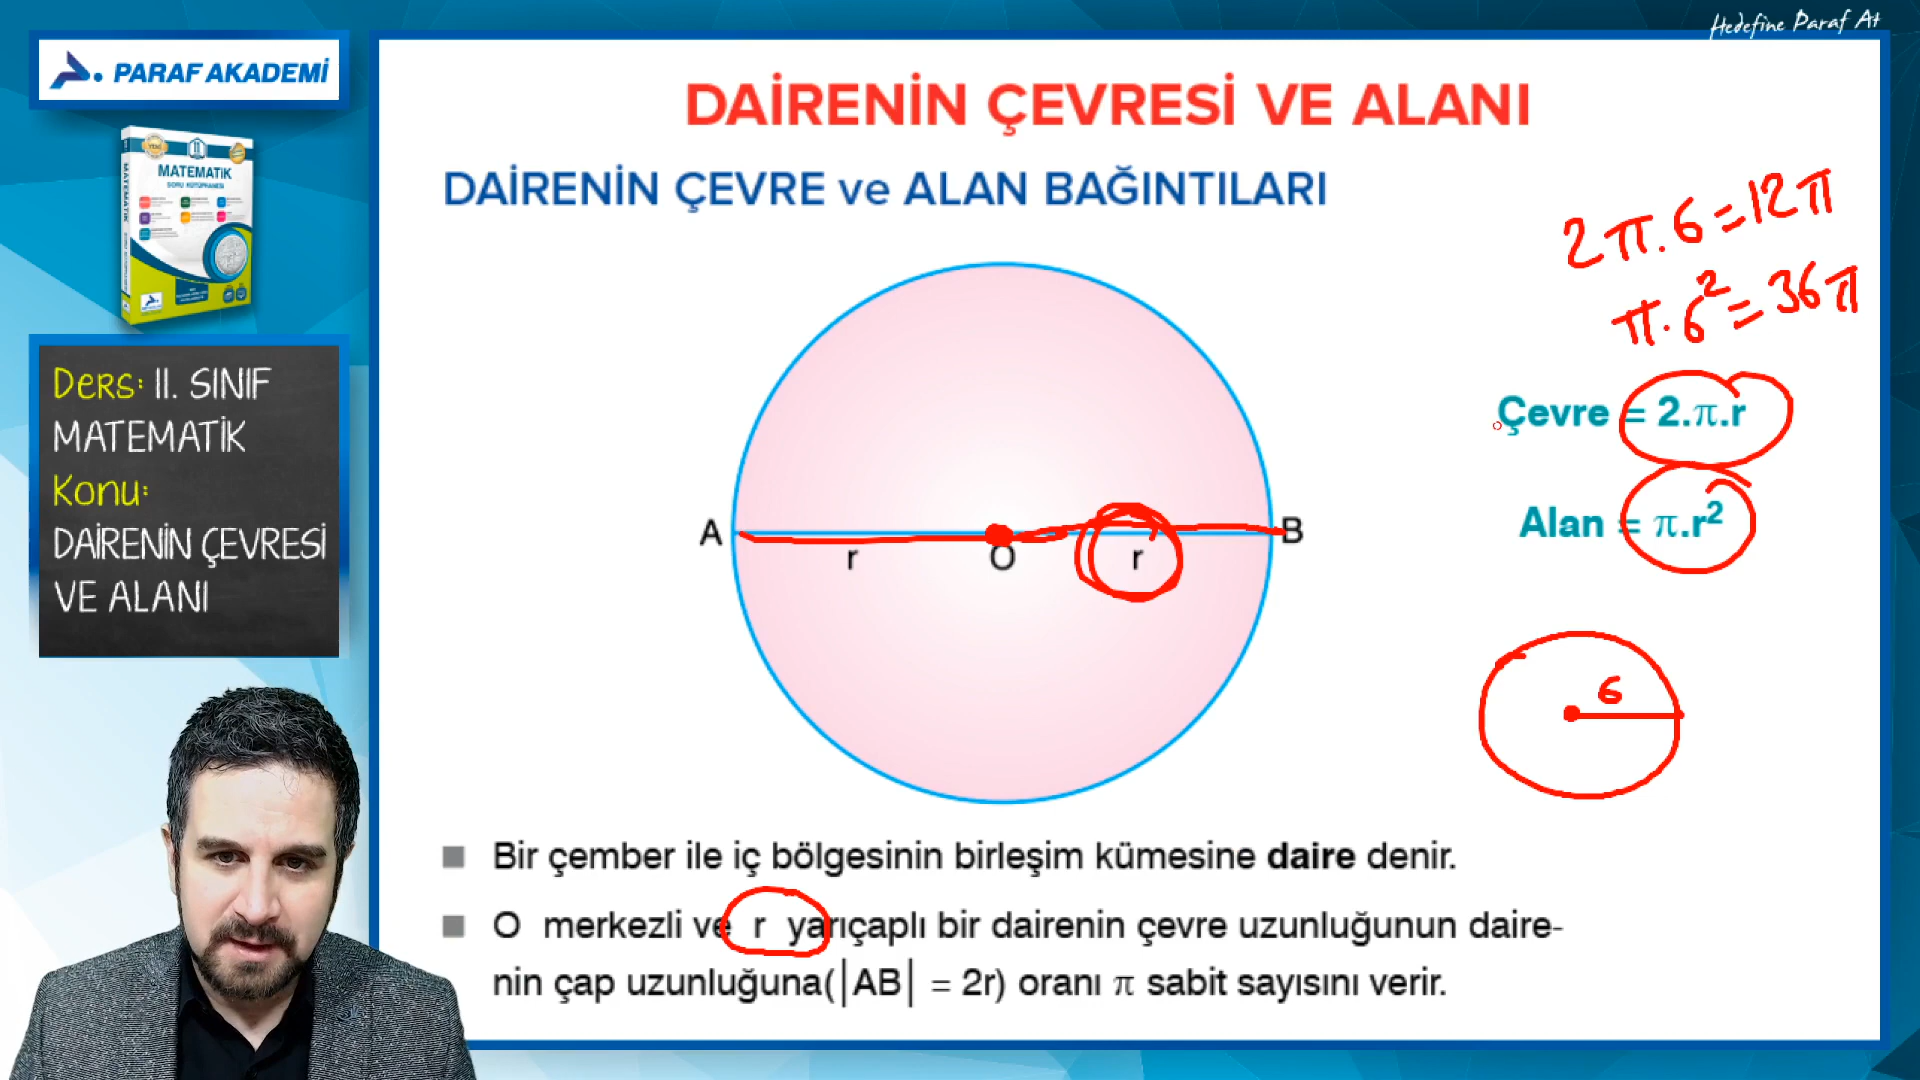 Hedefine Paraf At
PARAF AKADEMİ
MATEMATİK
SORU KÜTÜPHANESİ
Ders: 11. SINIF
MATEMATİK
Konu:
DAİRENİN ÇEVRESİ
VE ALANI
DAİRENİN ÇEVRESİ VE ALANI
DAİRENİN ÇEVRE ve ALAN BAĞINTILARI
2π.6=12π
π.6²=36π
Çevre = 2.π.r
Alan = π.r²
A
r
O
r
B
6
Bir çember ile iç bölgesinin birleşim kümesine daire denir.
O merkezli ve r yarıçaplı bir dairenin çevre uzunluğunun daire-
nin çap uzunluğuna(|AB| = 2r) oranı π sabit sayısını verir.